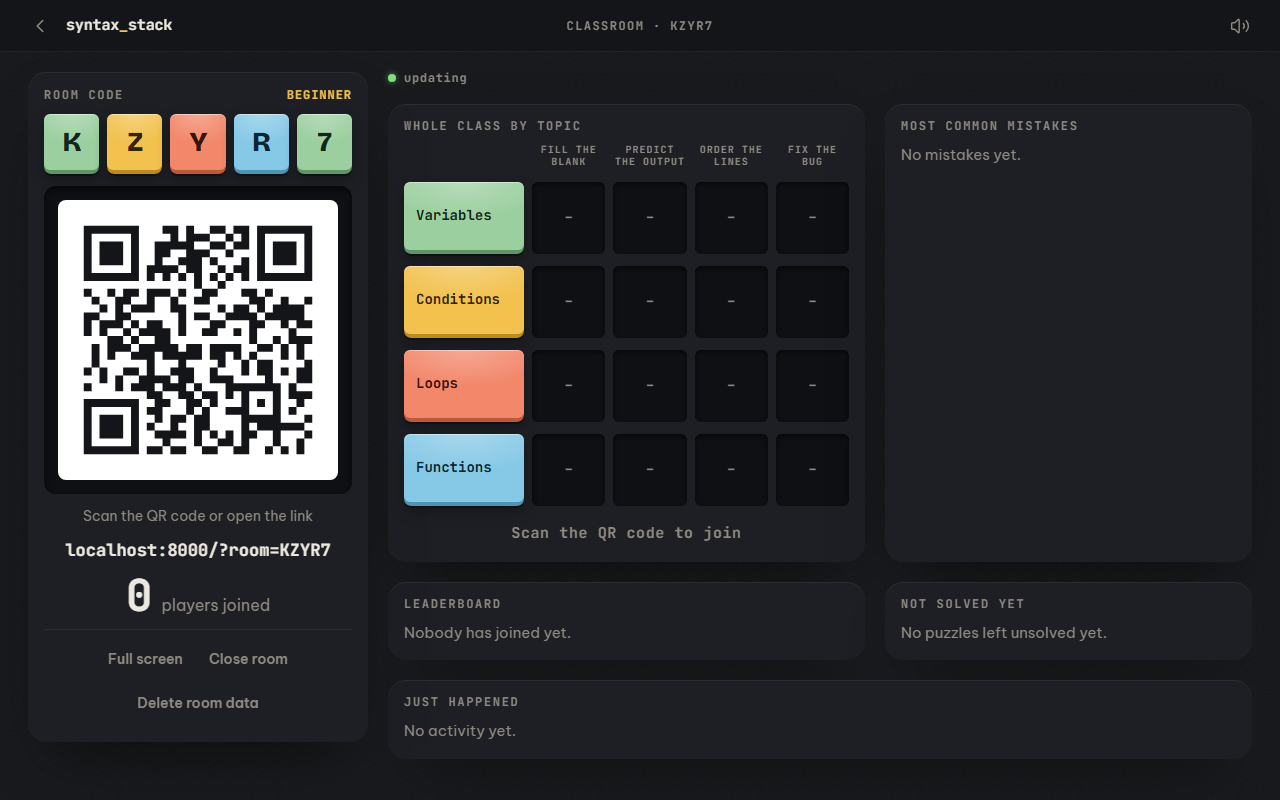 syntax_stack
CLASSROOM · KZYR7
ROOM CODE
BEGINNER
K Z Y R 7
Scan the QR code or open the link
localhost:8000/?room=KZYR7
0 players joined
Full screen
Close room
Delete room data
updating
WHOLE CLASS BY TOPIC
FILL THE
BLANK
PREDICT
THE OUTPUT
ORDER THE
LINES
FIX THE
BUG
Variables – – – –
Conditions – – – –
Loops – – – –
Functions – – – –
Scan the QR code to join
MOST COMMON MISTAKES
No mistakes yet.
LEADERBOARD
Nobody has joined yet.
NOT SOLVED YET
No puzzles left unsolved yet.
JUST HAPPENED
No activity yet.